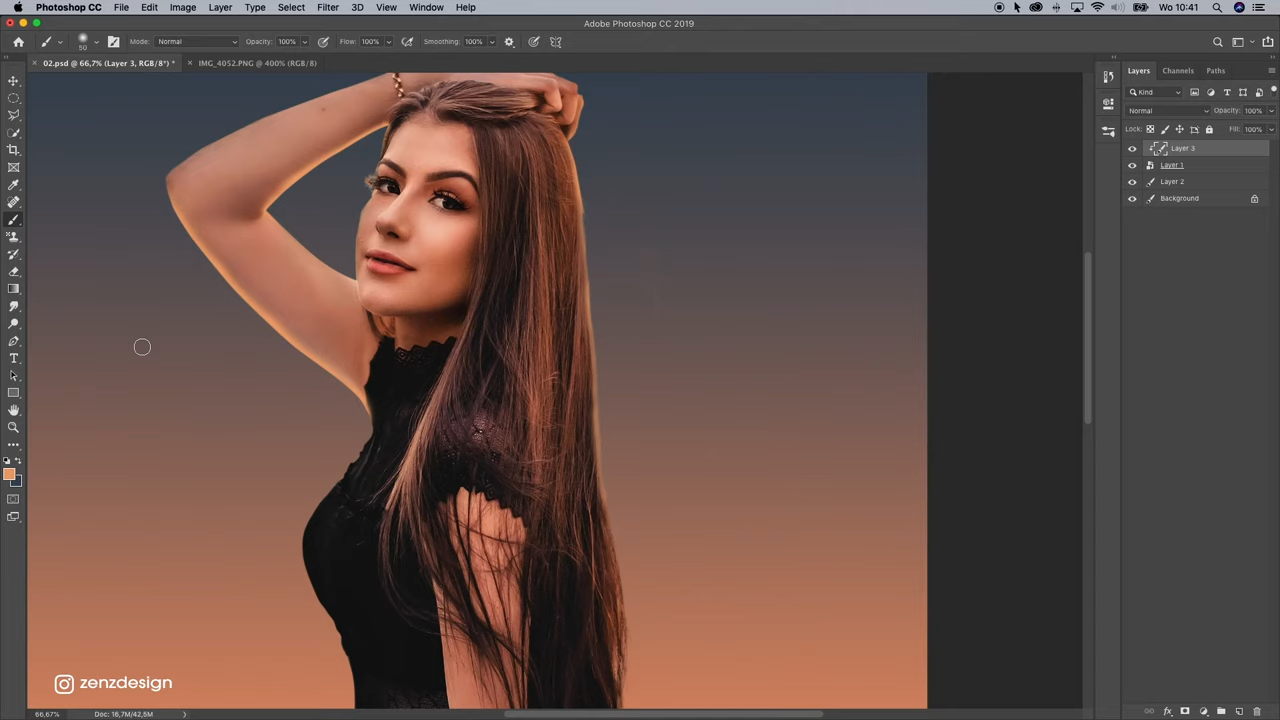 Photoshop CC File Edit Image Layer Type Select Filter 3D View Window Help Wo 10:41
Adobe Photoshop CC 2019
50 Mode: Normal Opacity: 100% Flow: 100% Smoothing: 100%
02.psd @ 66,7% (Layer 3, RGB/8*) * IMG_4052.PNG @ 400% (RGB/8)
Layers Channels Paths
Kind
Normal Opacity: 100%
Lock: Fill: 100%
Layer 3
Layer 1
Layer 2
Background
zenzdesign
66,67% Doc: 16,7M/42,5M